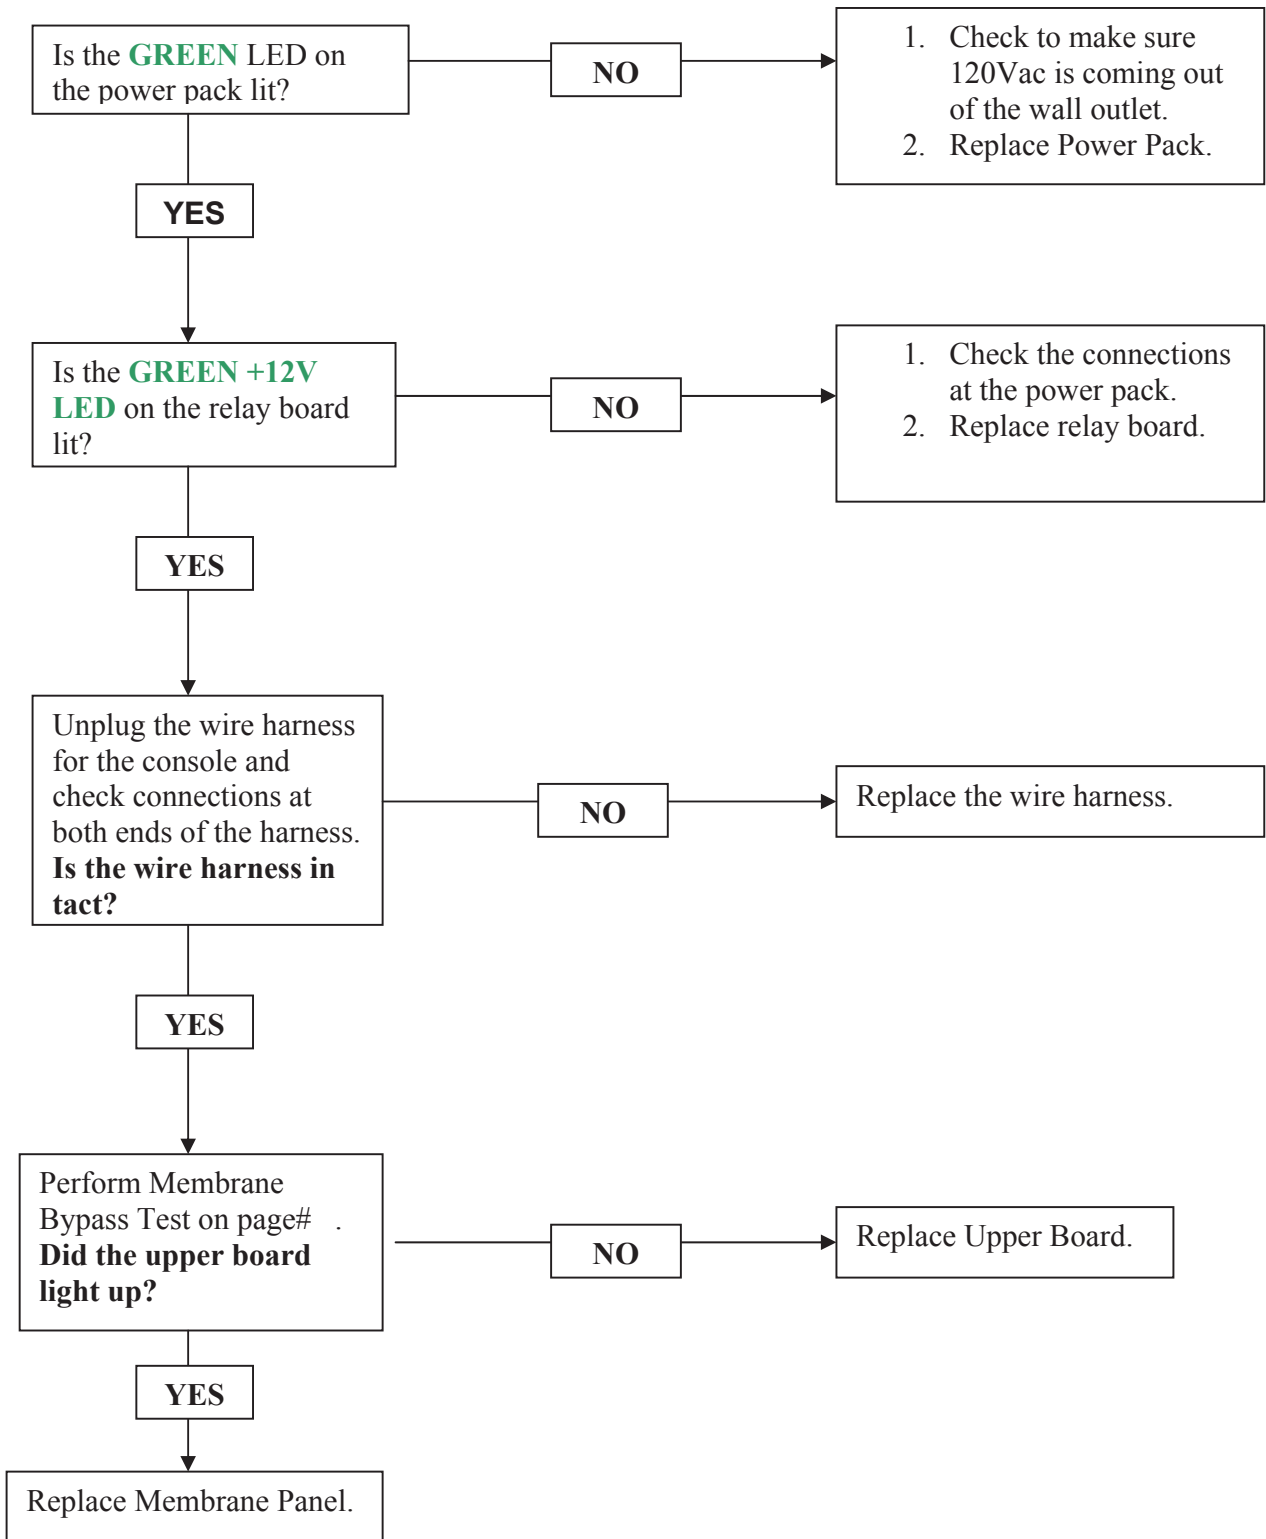 Is the GREEN LED on
the power pack lit?
NO
1. Check to make sure
120Vac is coming out
of the wall outlet.
2. Replace Power Pack.
YES
Is the GREEN +12V
LED on the relay board
lit?
NO
1. Check the connections
at the power pack.
2. Replace relay board.
YES
Unplug the wire harness
for the console and
check connections at
both ends of the harness.
Is the wire harness in
tact?
NO
Replace the wire harness.
YES
Perform Membrane
Bypass Test on page# .
Did the upper board
light up?
NO
Replace Upper Board.
YES
Replace Membrane Panel.